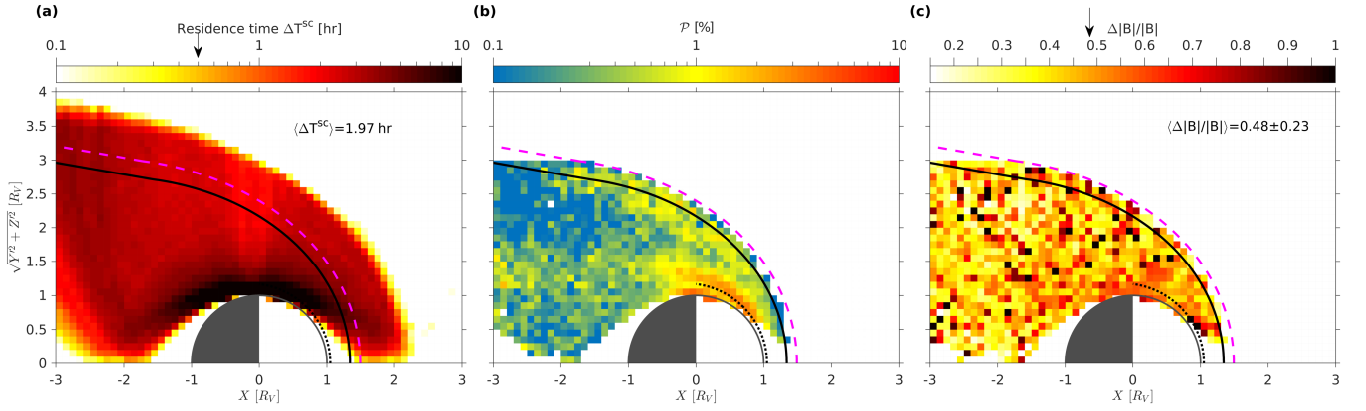 (a)
Residence time ΔT^sc [hr]
0.1 1 10
4
3.5
3
2.5
2
1.5
1
0.5
0
√Y'² + Z'² [R_V]
⟨ΔT^sc⟩=1.97 hr
-3 -2 -1 0 1 2 3
X [R_V]
(b)
𝒫 [%]
0.1 1 10
-3 -2 -1 0 1 2 3
X [R_V]
(c)
Δ|B|/|B|
0.2 0.3 0.4 0.5 0.6 0.7 0.8 0.9 1
⟨Δ|B|/|B|⟩=0.48±0.23
-3 -2 -1 0 1 2 3
X [R_V]